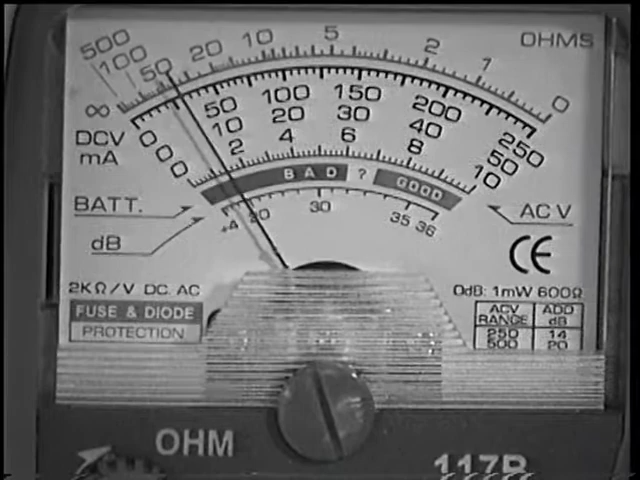 500 100 50 20 10 5 2 1 0 OHMS
∞
DCV 0 50 100 150 200 250
mA 0 10 20 30 40 50
0 2 4 6 8 10
BATT. BAD ? GOOD
AC V
dB +4 20 30 35 36
CE
2KΩ/V DC. AC
0dB: 1mW 600Ω
FUSE & DIODE
PROTECTION
ACV RANGE ADD dB
250 14
500 20
OHM
117B